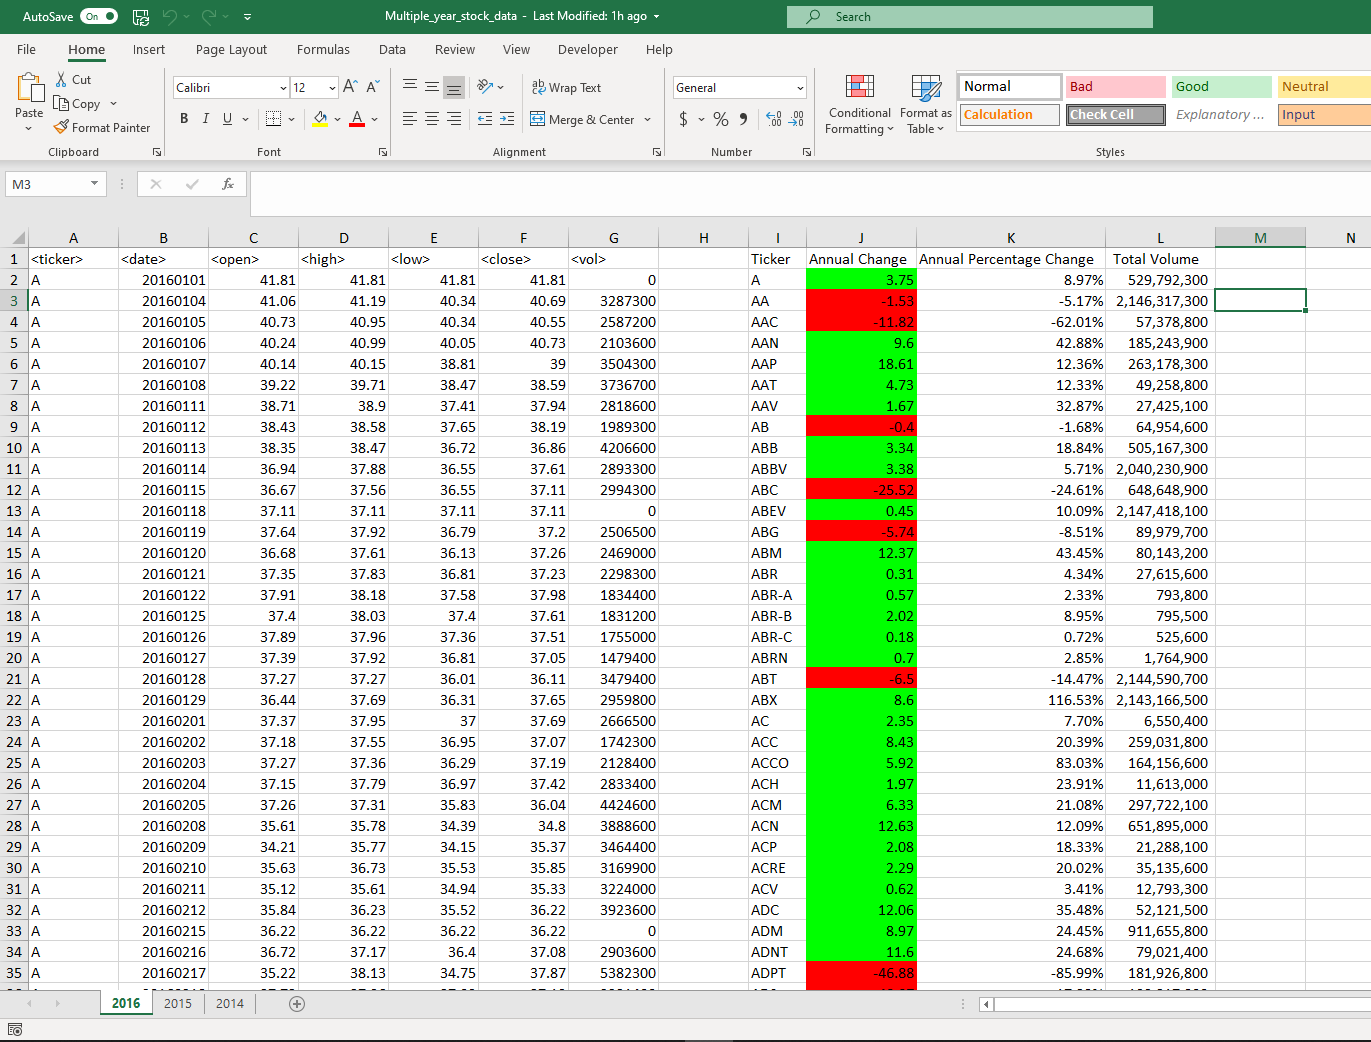 AutoSave On Multiple_year_stock_data - Last Modified: 1h ago Search
File Home Insert Page Layout Formulas Data Review View Developer Help
Paste Cut Copy Format Painter
Calibri 12
B I U A A A
Wrap Text
Merge & Center
General
$ % 9
Conditional Formatting Format as Table
Normal Bad Good Neutral
Calculation Check Cell Explanatory ... Input
Clipboard Font Alignment Number Styles
M3 fx
A B C D E F G H I J K L M N
1 <ticker> <date> <open> <high> <low> <close> <vol> Ticker Annual Change Annual Percentage Change Total Volume
2 A 20160101 41.81 41.81 41.81 41.81 0 A 3.75 8.97% 529,792,300
3 A 20160104 41.06 41.19 40.34 40.69 3287300 AA -1.53 -5.17% 2,146,317,300
4 A 20160105 40.73 40.95 40.34 40.55 2587200 AAC -11.82 -62.01% 57,378,800
5 A 20160106 40.24 40.99 40.05 40.73 2103600 AAN 9.6 42.88% 185,243,900
6 A 20160107 40.14 40.15 38.81 39 3504300 AAP 18.61 12.36% 263,178,300
7 A 20160108 39.22 39.71 38.47 38.59 3736700 AAT 4.73 12.33% 49,258,800
8 A 20160111 38.71 38.9 37.41 37.94 2818600 AAV 1.67 32.87% 27,425,100
9 A 20160112 38.43 38.58 37.65 38.19 1989300 AB -0.4 -1.68% 64,954,600
10 A 20160113 38.35 38.47 36.72 36.86 4206600 ABB 3.34 18.84% 505,167,300
11 A 20160114 36.94 37.88 36.55 37.61 2893300 ABBV 3.38 5.71% 2,040,230,900
12 A 20160115 36.67 37.56 36.55 37.11 2994300 ABC -25.52 -24.61% 648,648,900
13 A 20160118 37.11 37.11 37.11 37.11 0 ABEV 0.45 10.09% 2,147,418,100
14 A 20160119 37.64 37.92 36.79 37.2 2506500 ABG -5.74 -8.51% 89,979,700
15 A 20160120 36.68 37.61 36.13 37.26 2469000 ABM 12.37 43.45% 80,143,200
16 A 20160121 37.35 37.83 36.81 37.23 2298300 ABR 0.31 4.34% 27,615,600
17 A 20160122 37.91 38.18 37.58 37.98 1834400 ABR-A 0.57 2.33% 793,800
18 A 20160125 37.4 38.03 37.4 37.61 1831200 ABR-B 2.02 8.95% 795,500
19 A 20160126 37.89 37.96 37.36 37.51 1755000 ABR-C 0.18 0.72% 525,600
20 A 20160127 37.39 37.92 36.81 37.05 1479400 ABRN 0.7 2.85% 1,764,900
21 A 20160128 37.27 37.27 36.01 36.11 3479400 ABT -6.5 -14.47% 2,144,590,700
22 A 20160129 36.44 37.69 36.31 37.65 2959800 ABX 8.6 116.53% 2,143,166,500
23 A 20160201 37.37 37.95 37 37.69 2666500 AC 2.35 7.70% 6,550,400
24 A 20160202 37.18 37.55 36.95 37.07 1742300 ACC 8.43 20.39% 259,031,800
25 A 20160203 37.27 37.36 36.29 37.19 2128400 ACCO 5.92 83.03% 164,156,600
26 A 20160204 37.15 37.79 36.97 37.42 2833400 ACH 1.97 23.91% 11,613,000
27 A 20160205 37.26 37.31 35.83 36.04 4424600 ACM 6.33 21.08% 297,722,100
28 A 20160208 35.61 35.78 34.39 34.8 3888600 ACN 12.63 12.09% 651,895,000
29 A 20160209 34.21 35.77 34.15 35.37 3464400 ACP 2.08 18.33% 21,288,100
30 A 20160210 35.63 36.73 35.53 35.85 3169900 ACRE 2.29 20.02% 35,135,600
31 A 20160211 35.12 35.61 34.94 35.33 3224000 ACV 0.62 3.41% 12,793,300
32 A 20160212 35.84 36.23 35.52 36.22 3923600 ADC 12.06 35.48% 52,121,500
33 A 20160215 36.22 36.22 36.22 36.22 0 ADM 8.97 24.45% 911,655,800
34 A 20160216 36.72 37.17 36.4 37.08 2903600 ADNT 11.6 24.68% 79,021,400
35 A 20160217 35.22 38.13 34.75 37.87 5382300 ADPT -46.88 -85.99% 181,926,800
2016 2015 2014